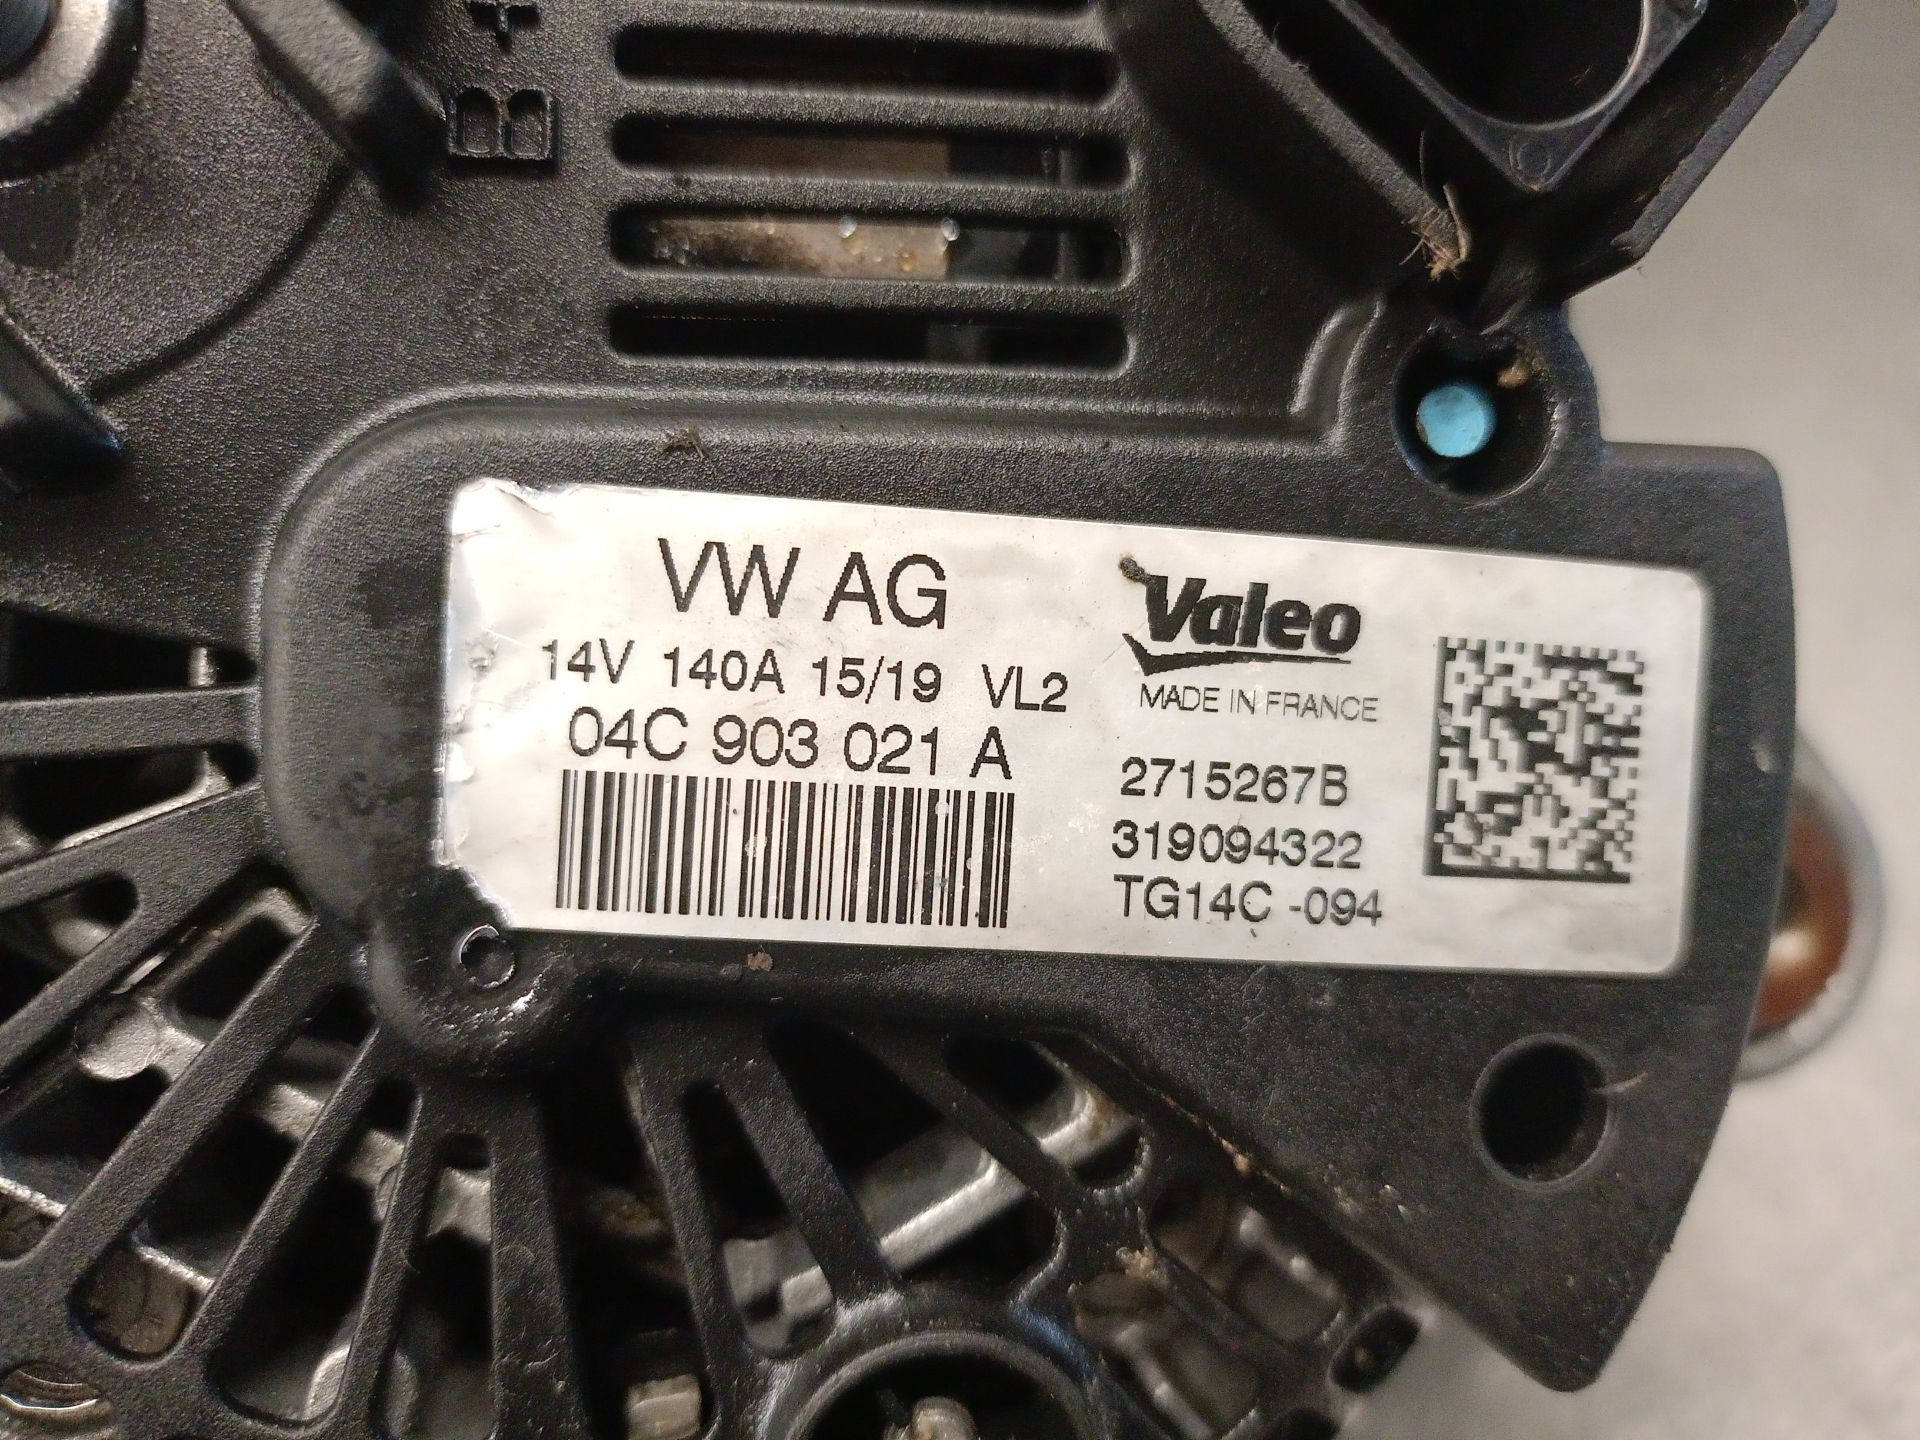 B+
VW AG
14V 140A 15/19 VL2
04C 903 021 A
Valeo
MADE IN FRANCE
2715267B
319094322
TG14C -094